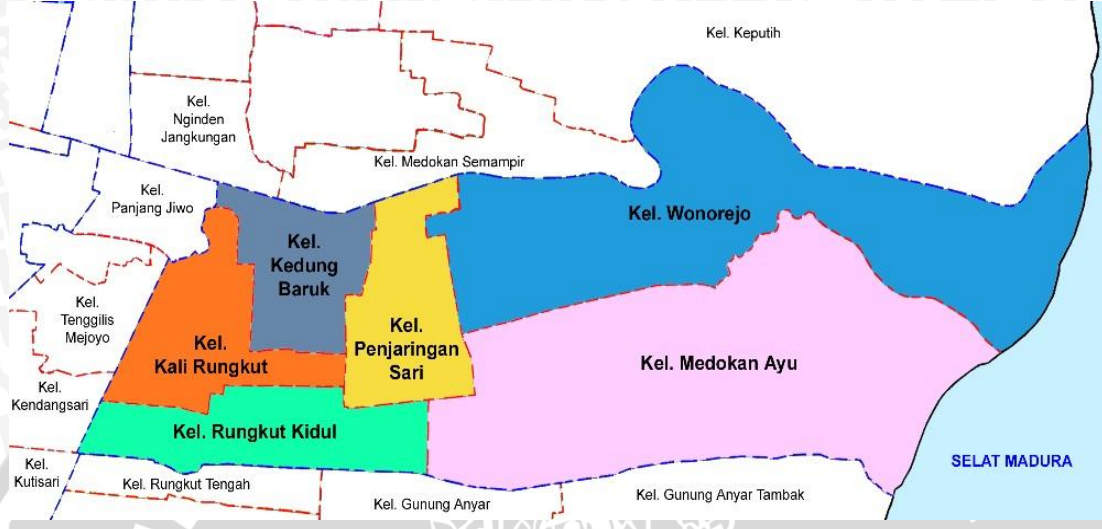 Kel. Keputih
Kel.
Nginden
Jangkungan
Kel. Medokan Semampir
Kel.
Panjang Jiwo
Kel. Wonorejo
Kel.
Kedung
Baruk
Kel.
Tenggilis
Mejoyo
Kel.
Kali Rungkut
Kel.
Penjaringan
Sari
Kel. Medokan Ayu
Kel.
Kendangsari
Kel. Rungkut Kidul
Kel.
Kutisari
Kel. Rungkut Tengah
Kel. Gunung Anyar
Kel. Gunung Anyar Tambak
SELAT MADURA